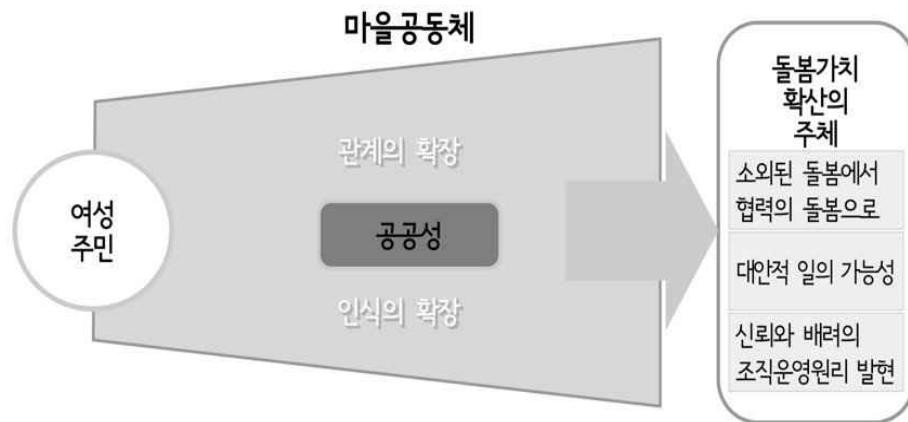 마을공동체
관계의 확장
여성
주민
공공성
인식의 확장
돌봄가치
확산의
주체
소외된 돌봄에서
협력의 돌봄으로
대안적 일의 가능성
신뢰와 배려의
조직운영원리 발현